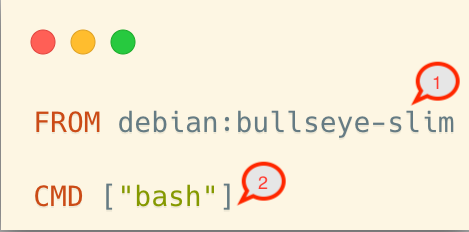 1
FROM debian:bullseye-slim
2
CMD ["bash"]